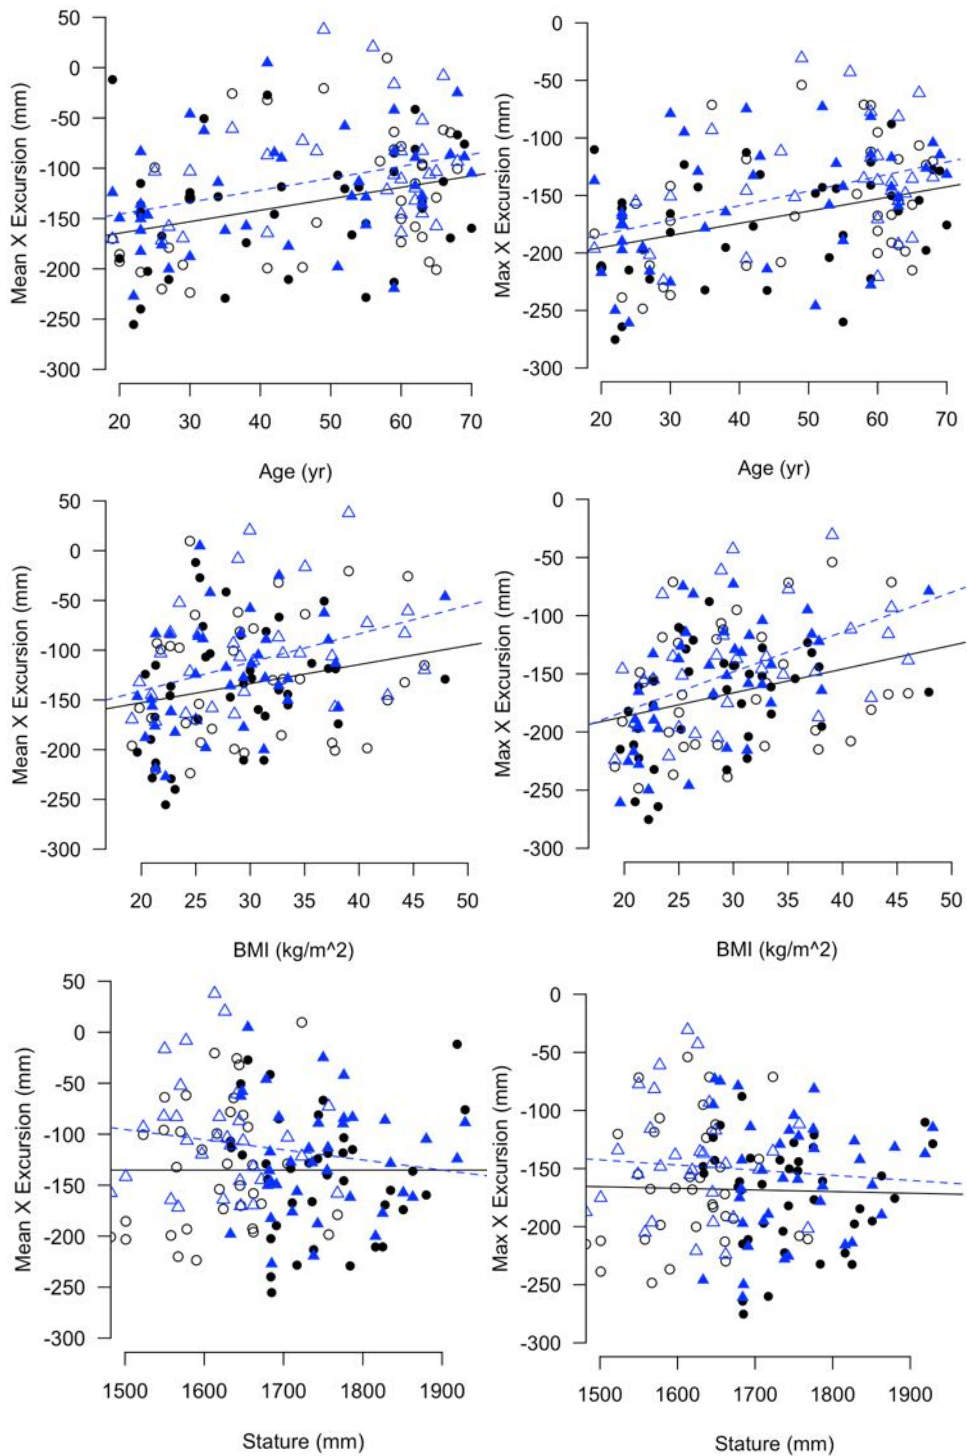 50
0
-50
-100
-150
-200
-250
-300
Mean X Excursion (mm)
20 30 40 50 60 70
Age (yr)
0
-50
-100
-150
-200
-250
-300
Max X Excursion (mm)
20 30 40 50 60 70
Age (yr)
50
0
-50
-100
-150
-200
-250
-300
Mean X Excursion (mm)
20 25 30 35 40 45 50
BMI (kg/m^2)
0
-50
-100
-150
-200
-250
-300
Max X Excursion (mm)
20 25 30 35 40 45 50
BMI (kg/m^2)
50
0
-50
-100
-150
-200
-250
-300
Mean X Excursion (mm)
1500 1600 1700 1800 1900
Stature (mm)
0
-50
-100
-150
-200
-250
-300
Max X Excursion (mm)
1500 1600 1700 1800 1900
Stature (mm)